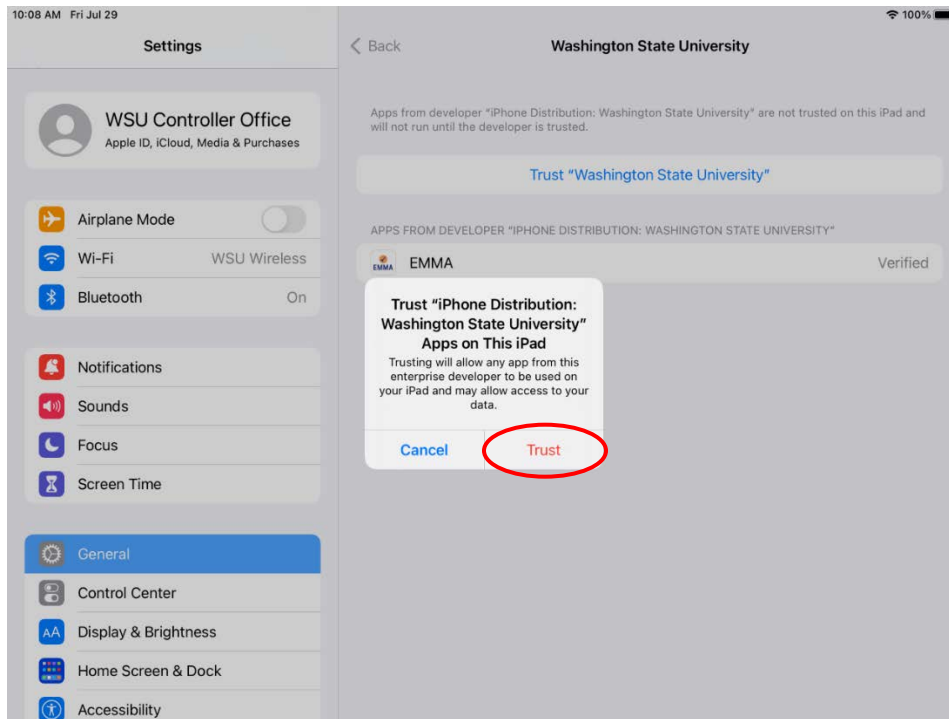 10:08 AM Fri Jul 29
100%
Settings
WSU Controller Office
Apple ID, iCloud, Media & Purchases
Airplane Mode
Wi-Fi WSU Wireless
Bluetooth On
Notifications
Sounds
Focus
Screen Time
General
Control Center
AA Display & Brightness
Home Screen & Dock
Accessibility
Back Washington State University
Apps from developer “iPhone Distribution: Washington State University” are not trusted on this iPad and
will not run until the developer is trusted.
Trust “Washington State University”
APPS FROM DEVELOPER “IPHONE DISTRIBUTION: WASHINGTON STATE UNIVERSITY”
EMMA EMMA Verified
Trust “iPhone Distribution:
Washington State University”
Apps on This iPad
Trusting will allow any app from this
enterprise developer to be used on
your iPad and may allow access to your
data.
Cancel Trust